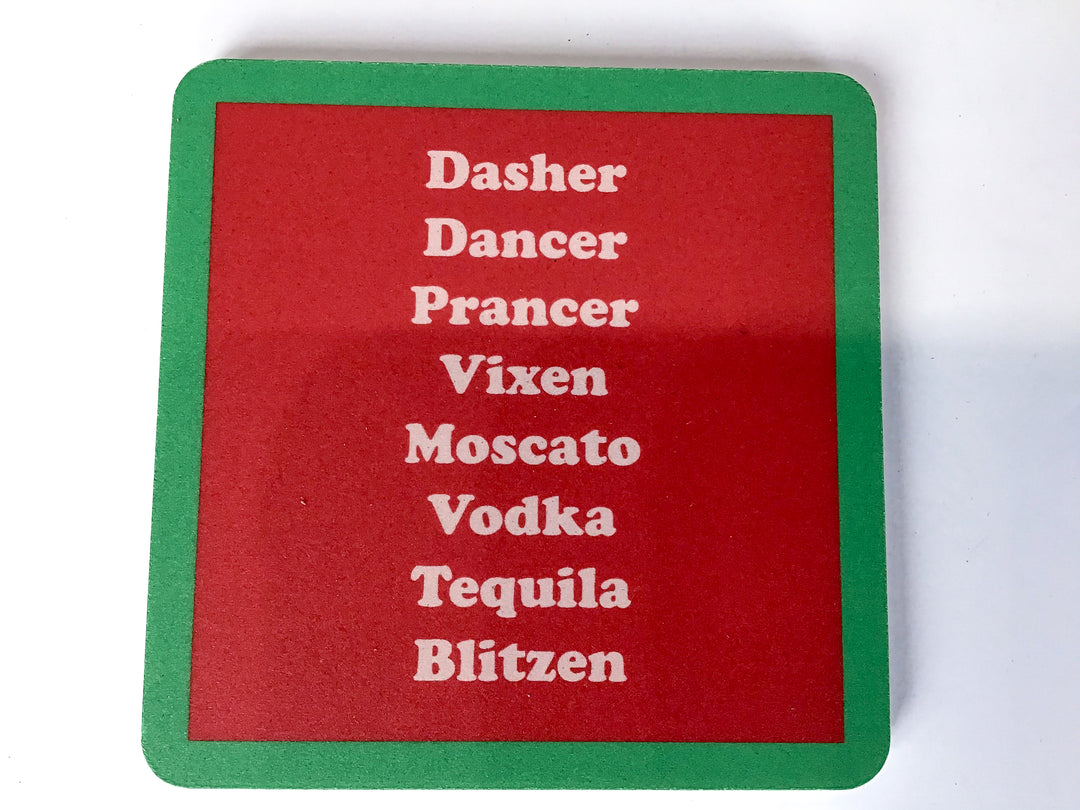 Dasher
Dancer
Prancer
Vixen
Moscato
Vodka
Tequila
Blitzen